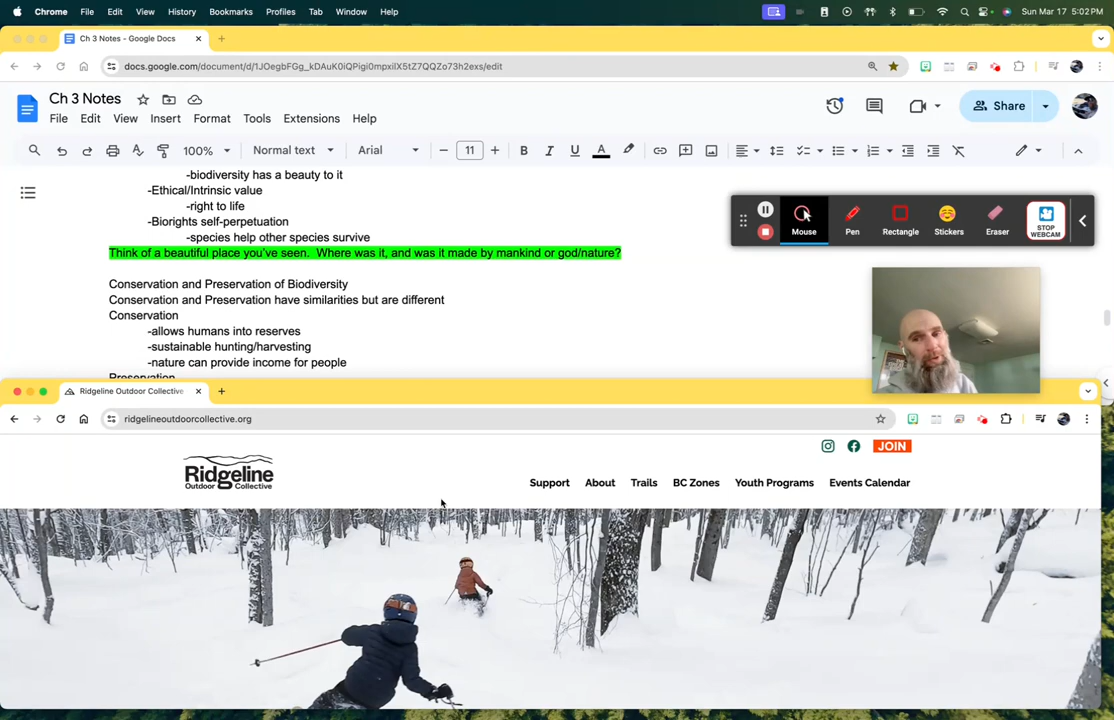 Chrome File Edit View History Bookmarks Profiles Tab Window Help Sun Mar 17 5:02 PM
Ch 3 Notes - Google Docs
docs.google.com/document/d/1JOegbFGg_kDAuK0iQPigi0mpxiIX5tZ7QQZo73h2exs/edit
Ch 3 Notes
Share
File Edit View Insert Format Tools Extensions Help
100% Normal text Arial 11 B I U A
-biodiversity has a beauty to it
-Ethical/Intrinsic value
-right to life
-Biorights self-perpetuation
-species help other species survive
Think of a beautiful place you've seen. Where was it, and was it made by mankind or god/nature?
Mouse Pen Rectangle Stickers Eraser STOP WEBCAM
Conservation and Preservation of Biodiversity
Conservation and Preservation have similarities but are different
Conservation
-allows humans into reserves
-sustainable hunting/harvesting
-nature can provide income for people
Preservation
Ridgeline Outdoor Collective
ridgelineoutdoorcollective.org
JOIN
Ridgeline
Outdoor Collective
Support About Trails BC Zones Youth Programs Events Calendar